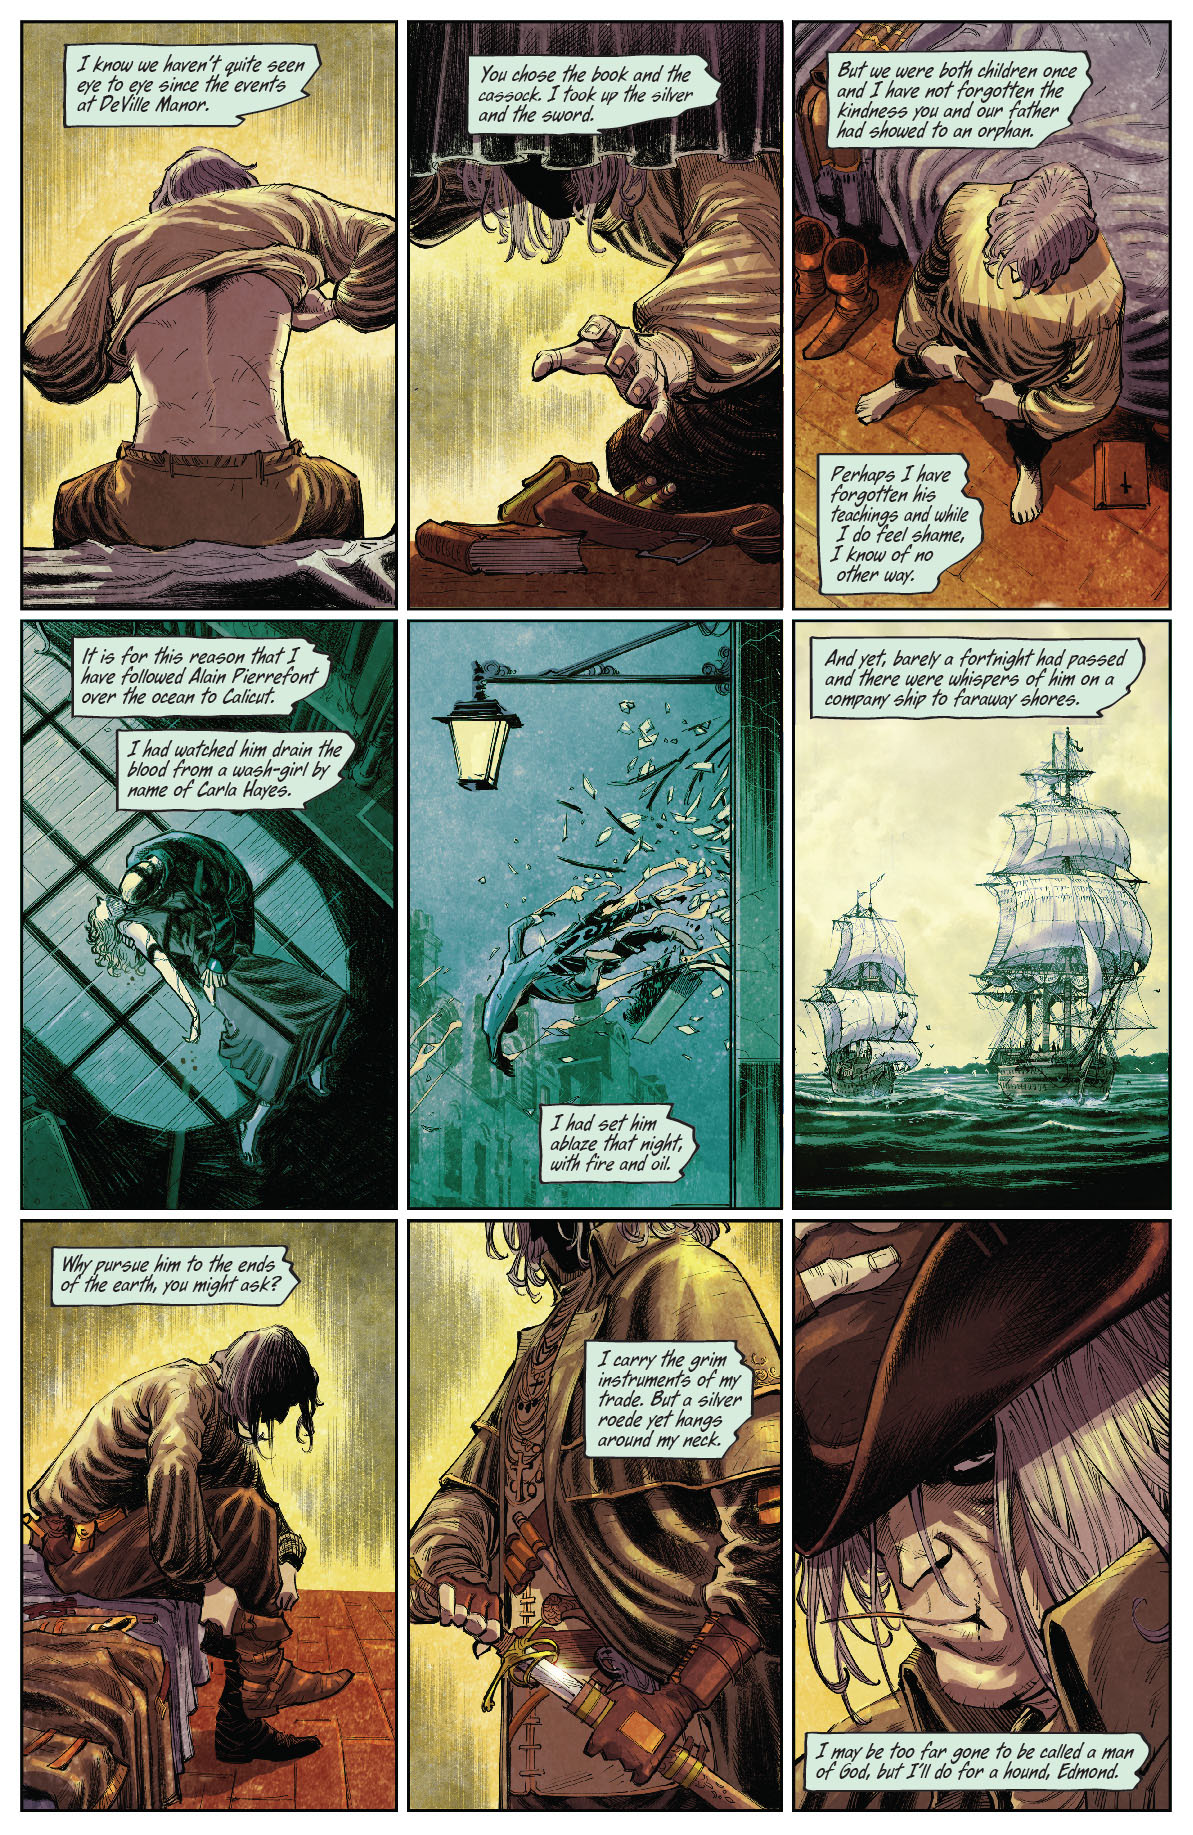 I know we haven't quite seen
eye to eye since the events
at DeVille Manor.
You chose the book and the
cassock. I took up the silver
and the sword.
But we were both children once
and I have not forgotten the
kindness you and our father
had showed to an orphan.
Perhaps I have
forgotten his
teachings and while
I do feel shame,
I know of no
other way.
It is for this reason that I
have followed Alain Pierrefont
over the ocean to Calicut.
I had watched him drain the
blood from a wash-girl by
name of Carla Hayes.
I had set him
ablaze that night,
with fire and oil.
And yet, barely a fortnight had passed
and there were whispers of him on a
company ship to faraway shores.
Why pursue him to the ends
of the earth, you might ask?
I carry the grim
instruments of my
trade. But a silver
roede yet hangs
around my neck.
I may be too far gone to be called a man
of God, but I'll do for a hound, Edmond.